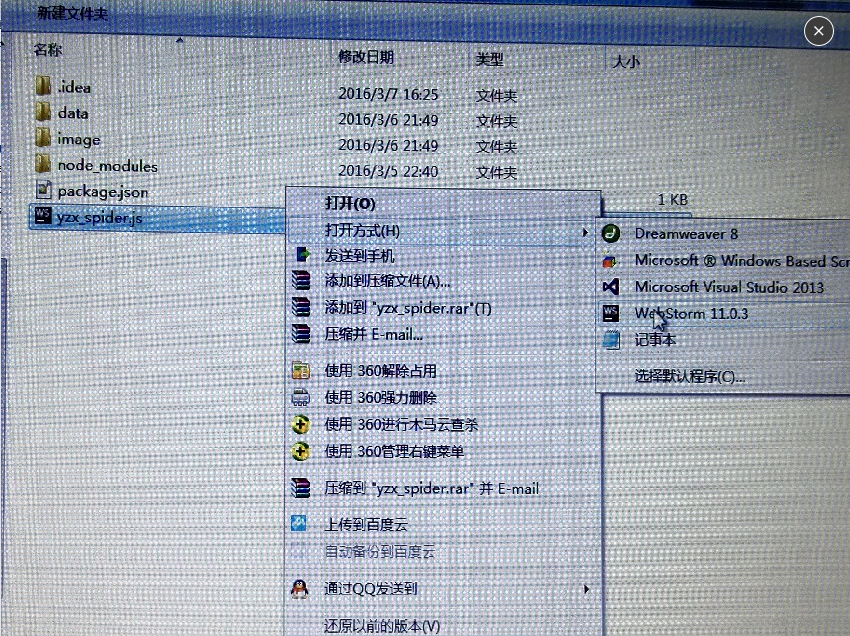 新建文件夹
名称 修改日期 类型 大小
.idea 2016/3/7 16:25 文件夹
data 2016/3/6 21:49 文件夹
image 2016/3/6 21:49 文件夹
node_modules 2016/3/5 22:40 文件夹
package.json 1 KB
yzx_spider.js
打开(O)
打开方式(H)
发送到手机
添加到压缩文件(A)...
添加到 "yzx_spider.rar"(T)
压缩并 E-mail...
使用 360解除占用
使用 360强力删除
使用 360进行木马云查杀
使用 360管理右键菜单
压缩到 "yzx_spider.rar" 并 E-mail
上传到百度云
自动备份到百度云
通过QQ发送到
还原以前的版本(V)
Dreamweaver 8
Microsoft ® Windows Based Scr
Microsoft Visual Studio 2013
WebStorm 11.0.3
记事本
选择默认程序(C)...